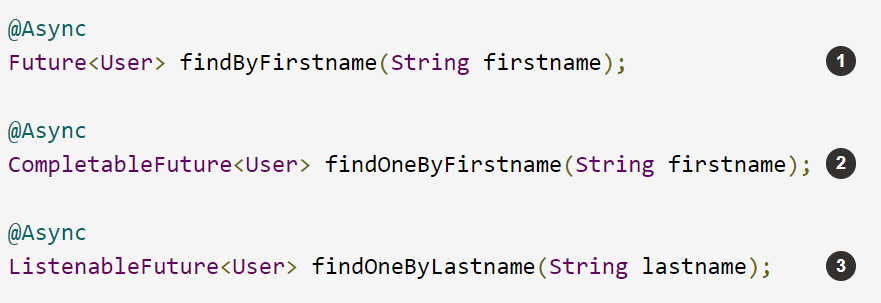 @Async
Future<User> findByFirstname(String firstname); 1
@Async
CompletableFuture<User> findOneByFirstname(String firstname); 2
@Async
ListenableFuture<User> findOneByLastname(String lastname); 3